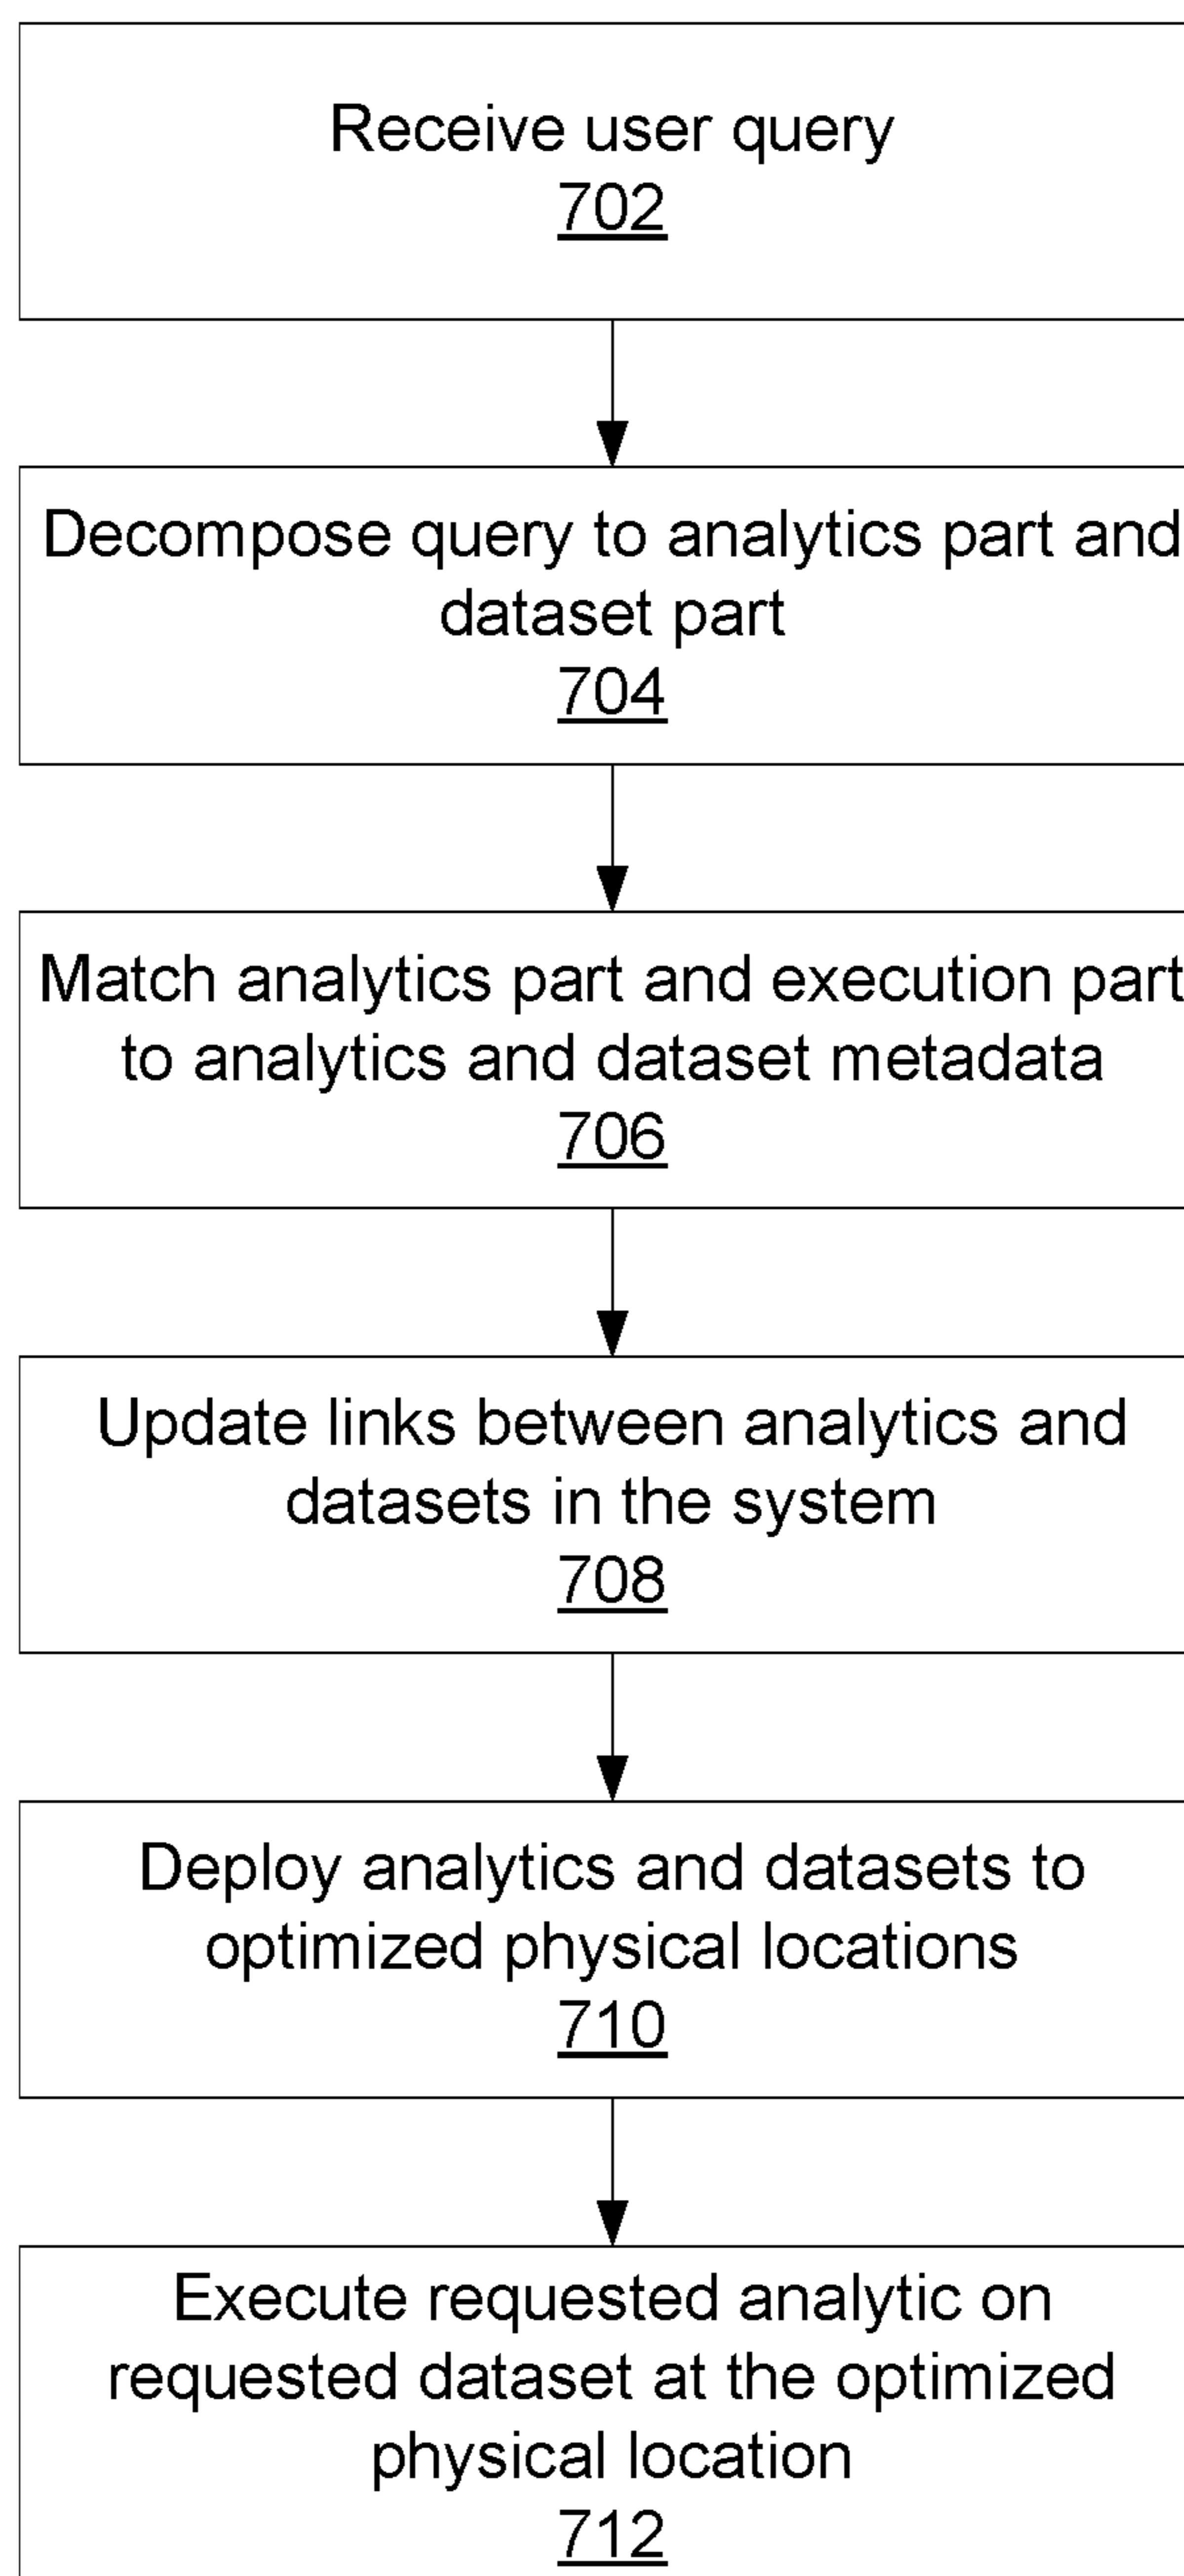 Receive user query
702
Decompose query to analytics part and
dataset part
704
Match analytics part and execution part
to analytics and dataset metadata
706
Update links between analytics and
datasets in the system
708
Deploy analytics and datasets to
optimized physical locations
710
Execute requested analytic on
requested dataset at the optimized
physical location
712